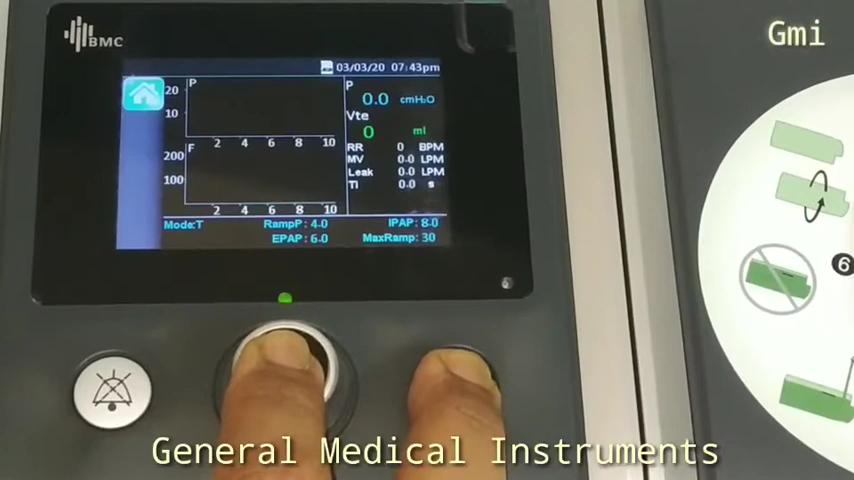 Gmi
BMC
03/03/20 07:43pm
P
20
10
2 4 6 8 10
F
200
100
2 4 6 8 10
P
0.0 cmH2O
Vte
0 ml
RR 0 BPM
MV 0.0 LPM
Leak 0.0 LPM
TI 0.0 s
Mode:T RampP: 4.0 IPAP: 8.0
EPAP: 6.0 MaxRamp: 30
6
General Medical Instruments